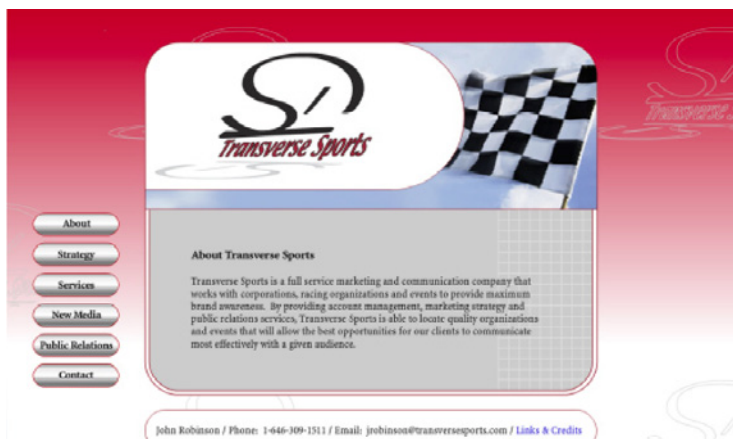 Transverse Sports
Transverse S
About
Strategy
Services
New Media
Public Relations
Contact
About Transverse Sports
Transverse Sports is a full service marketing and communication company that
works with corporations, racing organizations and events to provide maximum
brand awareness. By providing account management, marketing strategy and
public relations services, Transverse Sports is able to locate quality organizations
and events that will allow the best opportunities for our clients to communicate
most effectively with a given audience.
John Robinson / Phone: 1-646-309-1511 / Email: jrobinson@transversesports.com / Links & Credits